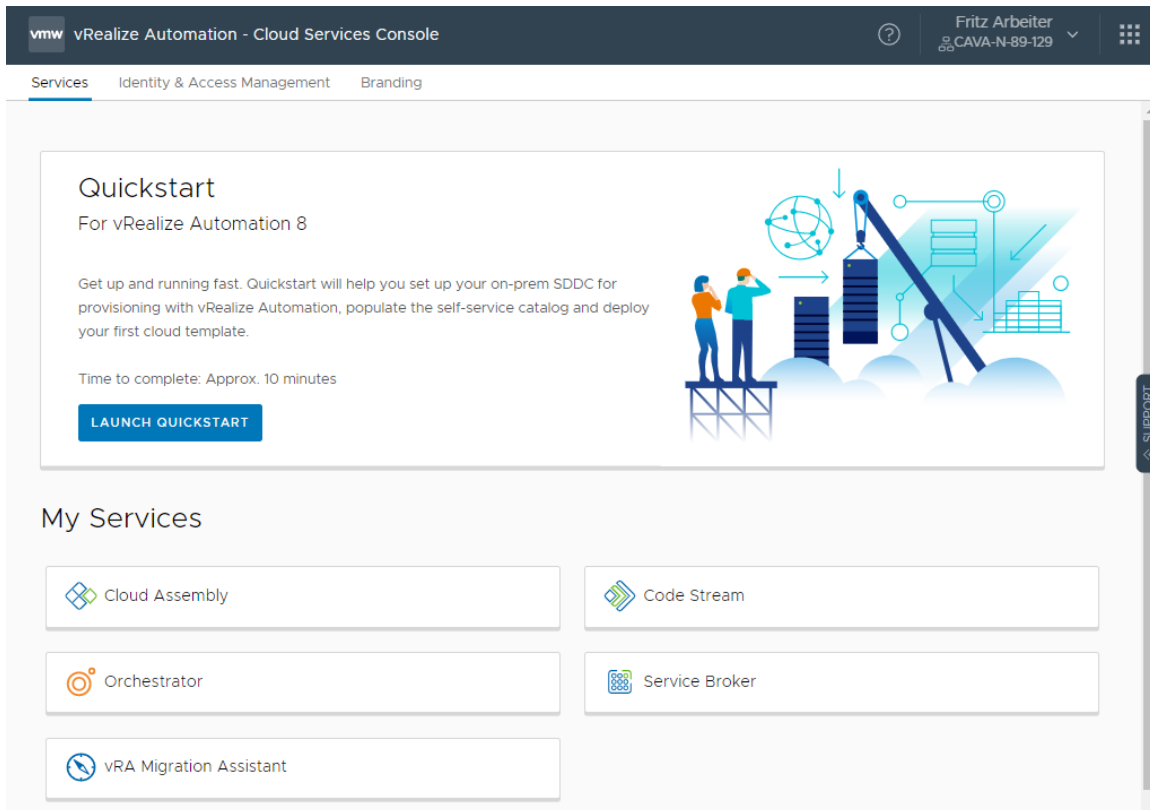 vmw vRealize Automation - Cloud Services Console
Fritz Arbeiter
CAVA-N-89-129
Services Identity & Access Management Branding
Quickstart
For vRealize Automation 8
Get up and running fast. Quickstart will help you set up your on-prem SDDC for
provisioning with vRealize Automation, populate the self-service catalog and deploy
your first cloud template.
Time to complete: Approx. 10 minutes
LAUNCH QUICKSTART
SUPPORT
My Services
Cloud Assembly
Code Stream
Orchestrator
Service Broker
vRA Migration Assistant